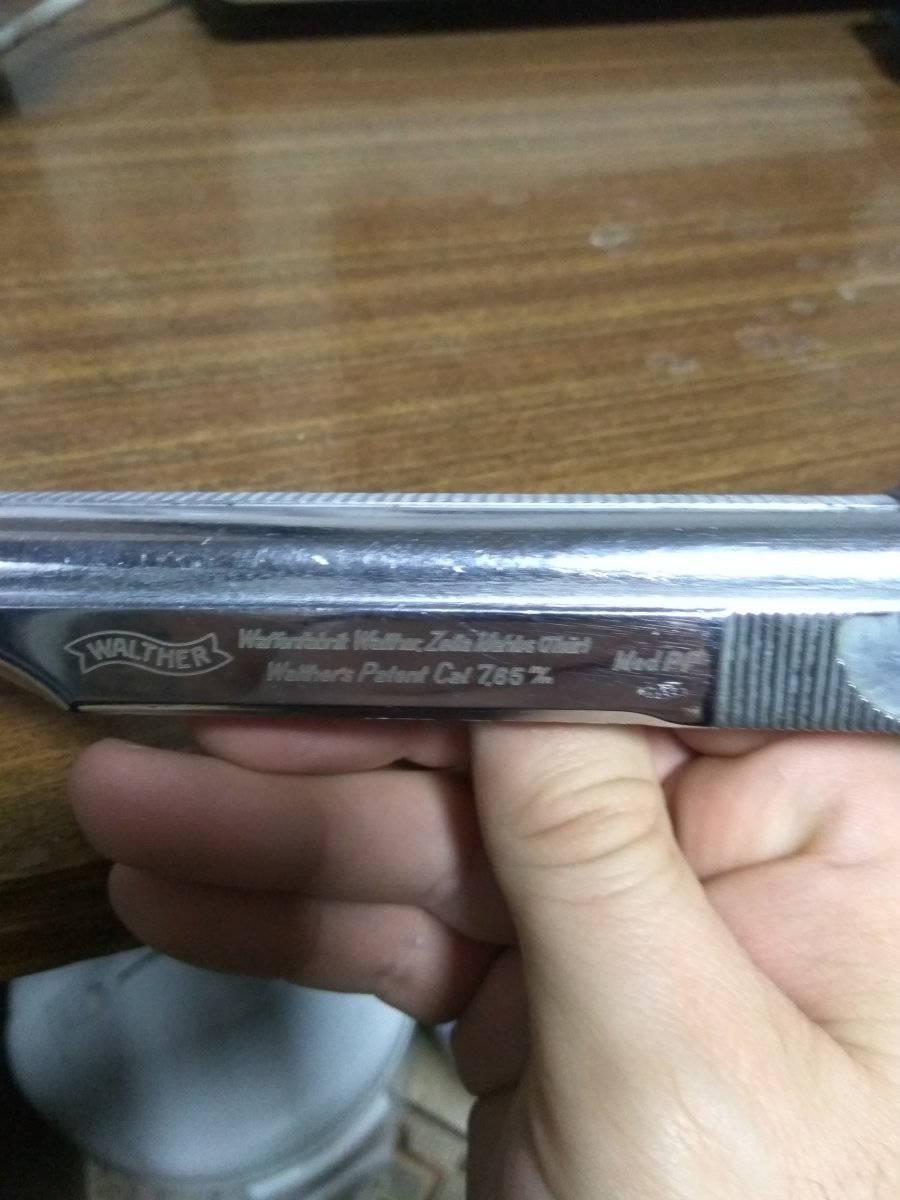 WALTHER
Waffenfabrik Walther, Zella-Mehlis (Thür)
Walther's Patent Cal 7,65 m/m
Mod PP